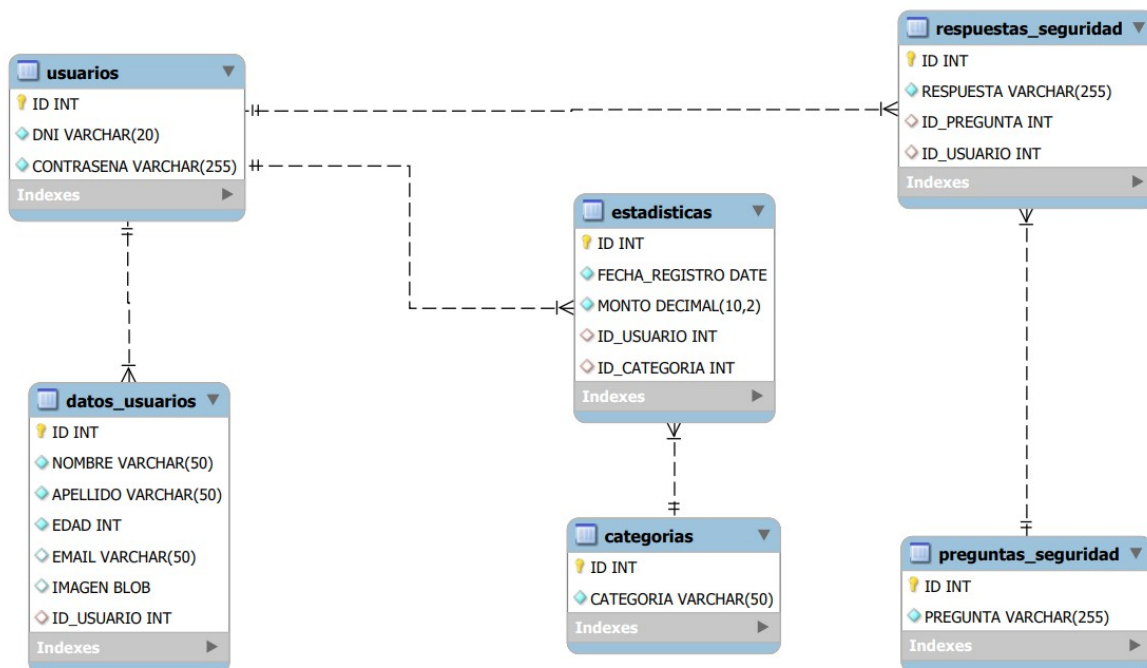 usuarios
ID INT
DNI VARCHAR(20)
CONTRASENA VARCHAR(255)
Indexes
respuestas_seguridad
ID INT
RESPUESTA VARCHAR(255)
ID_PREGUNTA INT
ID_USUARIO INT
Indexes
estadisticas
ID INT
FECHA_REGISTRO DATE
MONTO DECIMAL(10,2)
ID_USUARIO INT
ID_CATEGORIA INT
Indexes
datos_usuarios
ID INT
NOMBRE VARCHAR(50)
APELLIDO VARCHAR(50)
EDAD INT
EMAIL VARCHAR(50)
IMAGEN BLOB
ID_USUARIO INT
Indexes
categorias
ID INT
CATEGORIA VARCHAR(50)
Indexes
preguntas_seguridad
ID INT
PREGUNTA VARCHAR(255)
Indexes